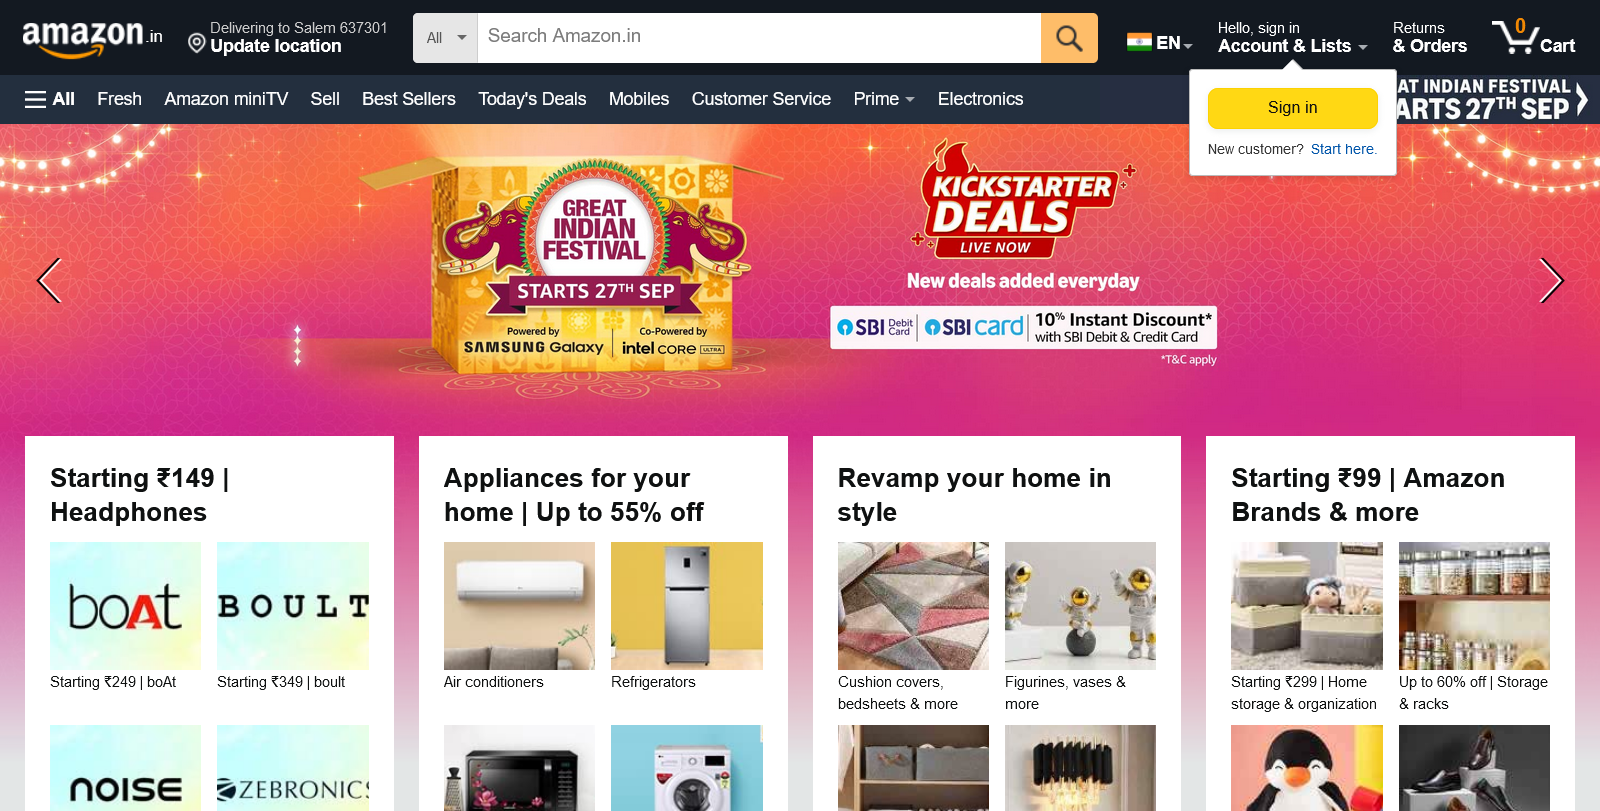 amazon.in
Delivering to Salem 637301
Update location
All
Search Amazon.in
EN
Hello, sign in
Account & Lists
Returns
& Orders
0
Cart
All
Fresh
Amazon miniTV
Sell
Best Sellers
Today's Deals
Mobiles
Customer Service
Prime
Electronics
AT INDIAN FESTIVAL
ARTS 27TH SEP
Sign in
New customer? Start here.
GREAT
INDIAN
FESTIVAL
STARTS 27TH SEP
Powered by
SAMSUNG Galaxy
Co-Powered by
intel CORE ULTRA
KICKSTARTER
DEALS
LIVE NOW
New deals added everyday
SBI Debit Card
SBI card
10% Instant Discount*
with SBI Debit & Credit Card
*T&C apply
Starting ₹149 |
Headphones
boAt
BOULT
Starting ₹249 | boAt
Starting ₹349 | boult
NOISE
ZEBRONICS
Appliances for your
home | Up to 55% off
Air conditioners
Refrigerators
Revamp your home in
style
Cushion covers,
bedsheets & more
Figurines, vases &
more
Starting ₹99 | Amazon
Brands & more
Starting ₹299 | Home
storage & organization
Up to 60% off | Storage
& racks